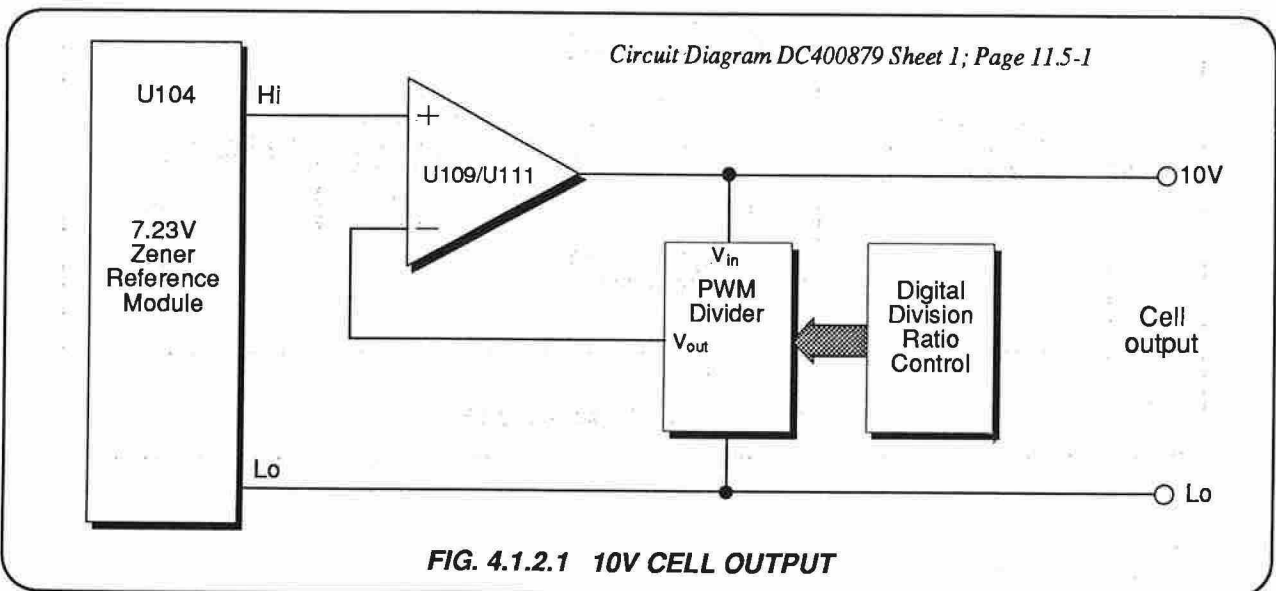 Circuit Diagram DC400879 Sheet 1; Page 11.5-1
U104
Hi
+
U109/U111
−
10V
7.23V
Zener
Reference
Module
Vin
PWM
Divider
Vout
Digital
Division
Ratio
Control
Cell
output
Lo
Lo
FIG. 4.1.2.1 10V CELL OUTPUT